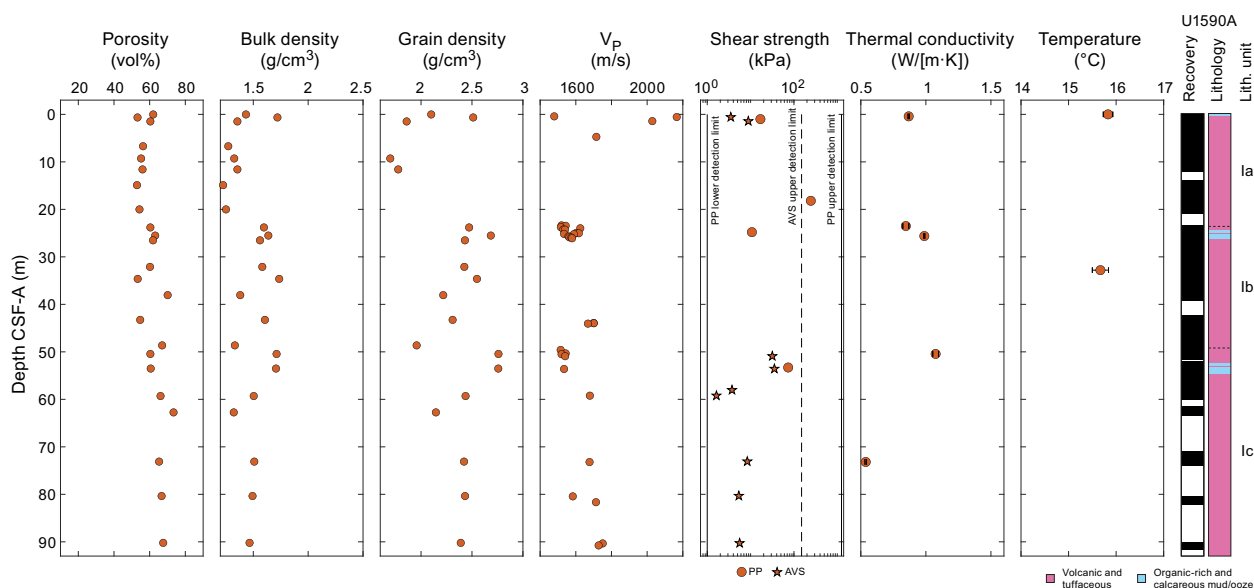 U1590A
Porosity
(vol%)
Bulk density
(g/cm³)
Grain density
(g/cm³)
V_P
(m/s)
Shear strength
(kPa)
Thermal conductivity
(W/[m·K])
Temperature
(°C)
Recovery
Lithology
Lith. unit
20 40 60 80
1.5 2 2.5
2 2.5 3
1600 2000
10⁰ 10²
0.5 1
14 15 16 17
Depth CSF-A (m)
0
10
20
30
40
50
60
70
80
90
PP lower detection limit
AVS upper detection limit
PP upper detection limit
Ia
Ib
Ic
PP AVS
Volcanic and
tuffaceous
Organic-rich and
calcareous mud/ooze